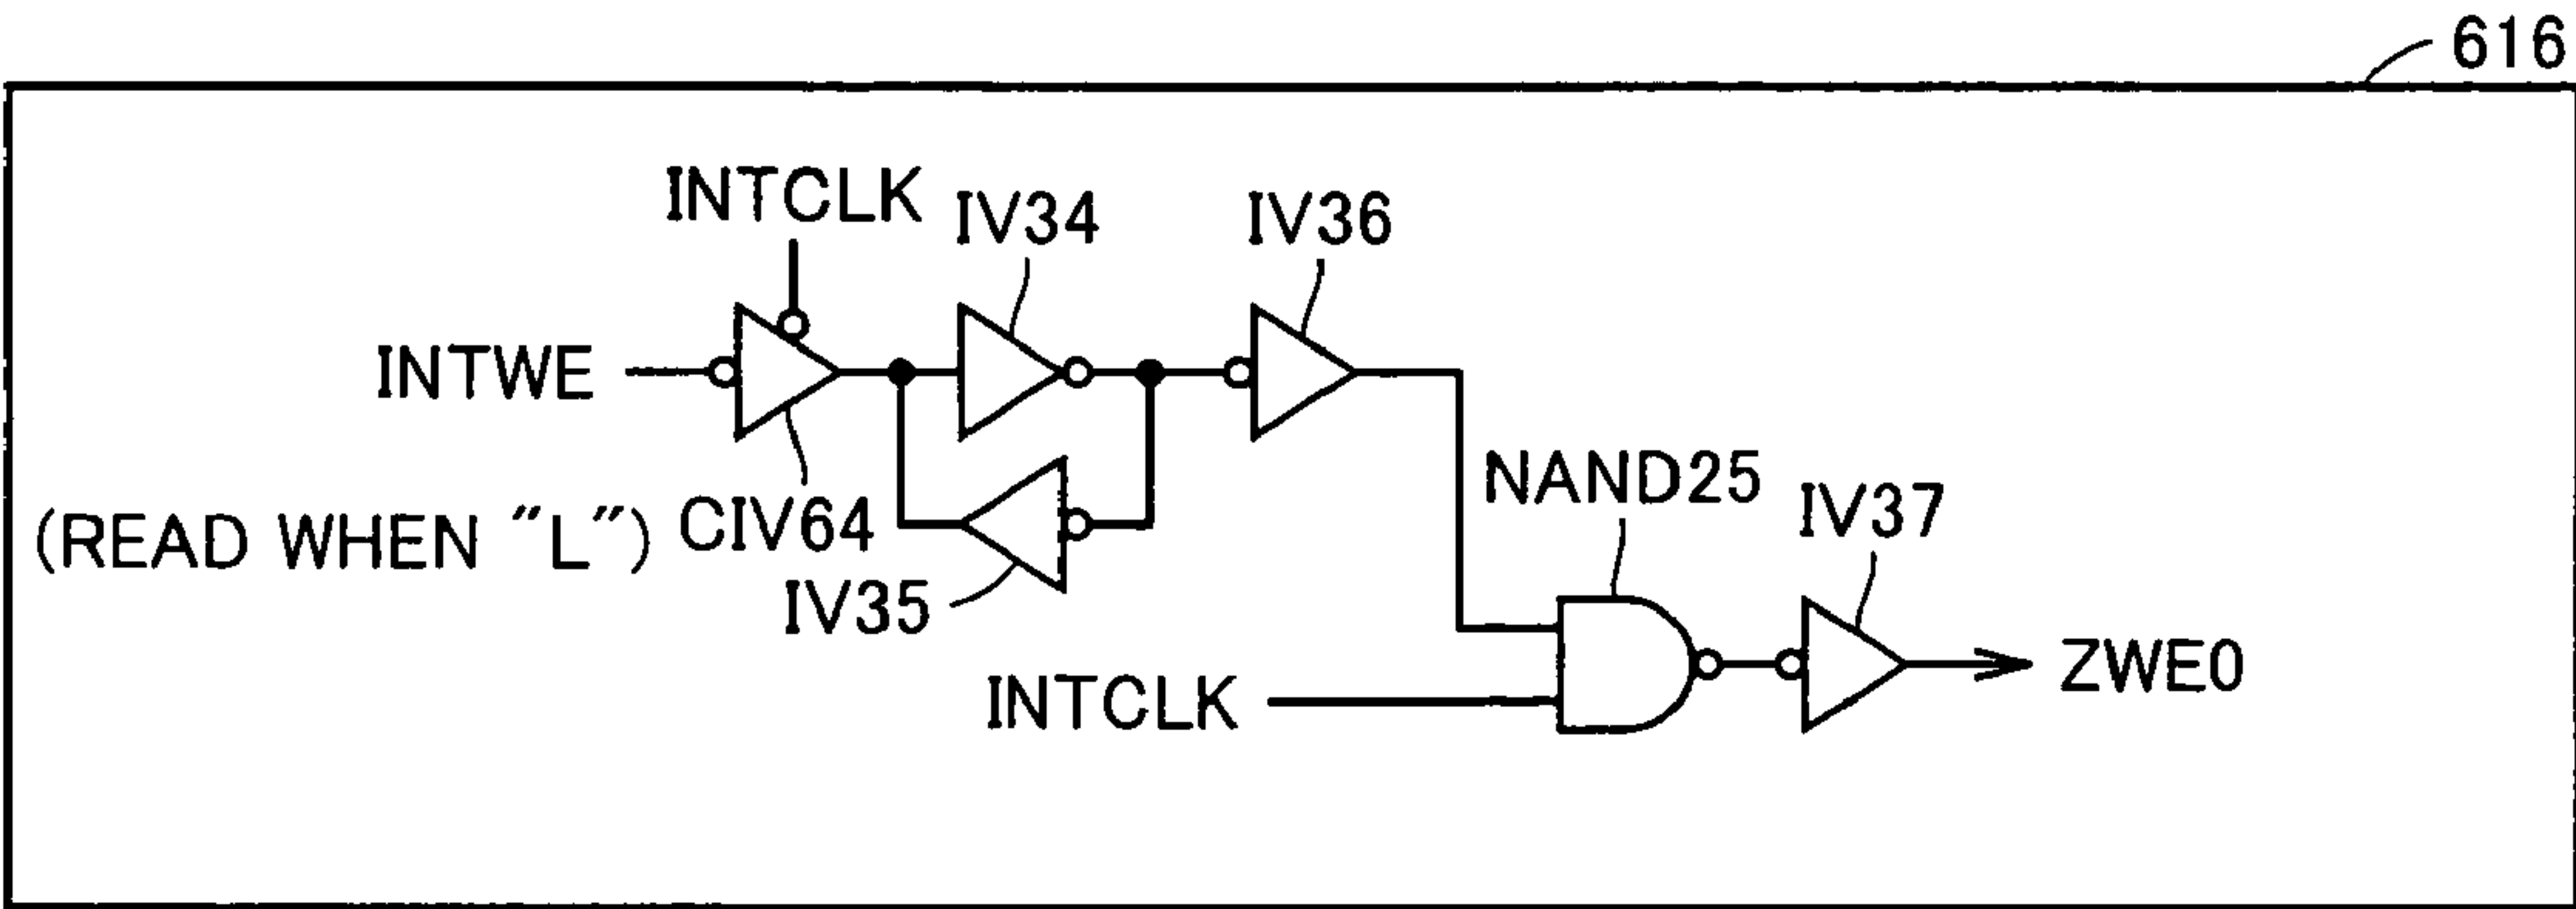 616
INTCLK
IV34
IV36
INTWE
NAND25
IV37
(READ WHEN "L")
CIV64
IV35
INTCLK
ZWE0